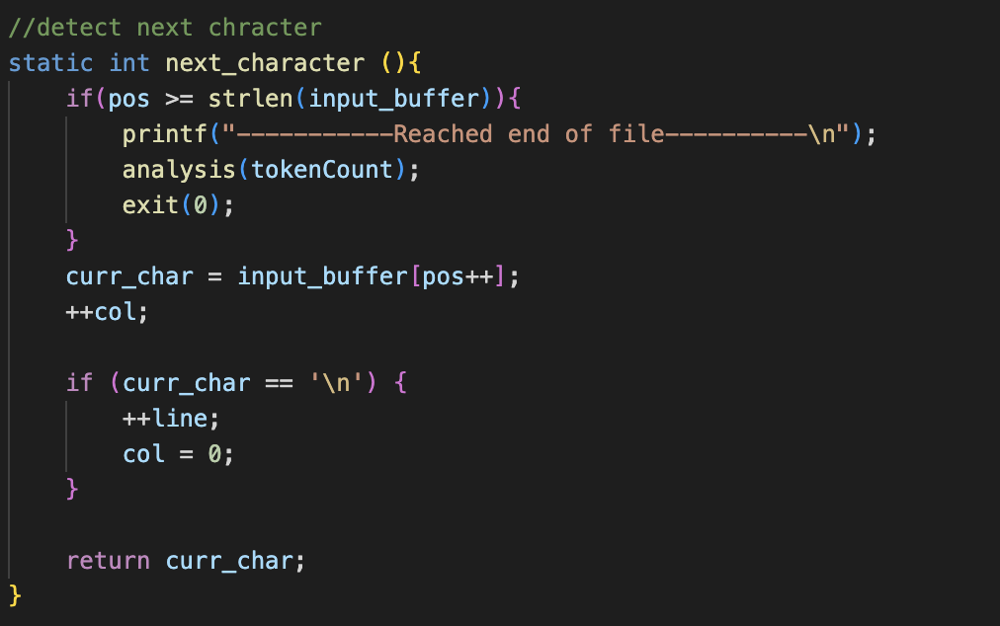 //detect next chracter
static int next_character (){
    if(pos >= strlen(input_buffer)){
        printf("-----------Reached end of file----------\n");
        analysis(tokenCount);
        exit(0);
    }
    curr_char = input_buffer[pos++];
    ++col;

    if (curr_char == '\n') {
        ++line;
        col = 0;
    }

    return curr_char;
}